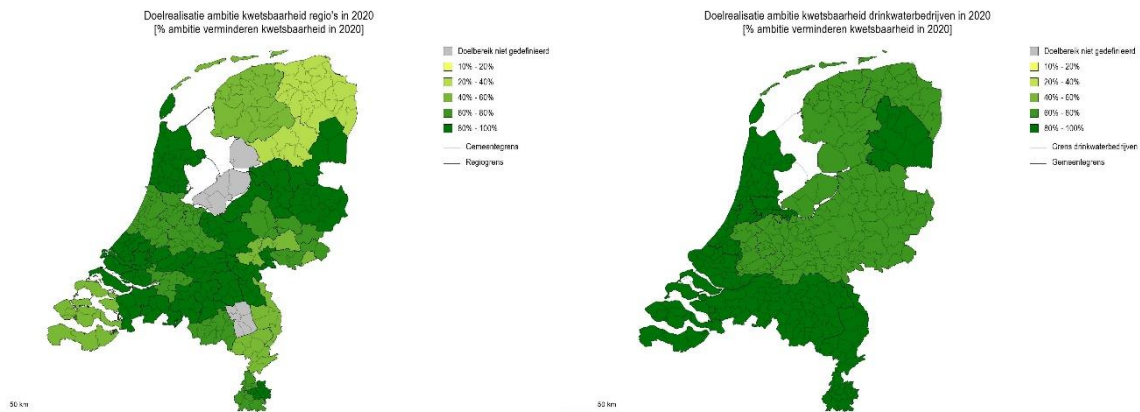 Doelrealisatie ambitie kwetsbaarheid regio's in 2020
[% ambitie verminderen kwetsbaarheid in 2020]
Doelbereik niet gedefinieerd
10% - 20%
20% - 40%
40% - 60%
60% - 80%
80% - 100%
Gemeentegrens
Regiogrens
50 km
Doelrealisatie ambitie kwetsbaarheid drinkwaterbedrijven in 2020
[% ambitie verminderen kwetsbaarheid in 2020]
Doelbereik niet gedefinieerd
10% - 20%
20% - 40%
40% - 60%
60% - 80%
80% - 100%
Grens drinkwaterbedrijven
Gemeentegrens
50 km